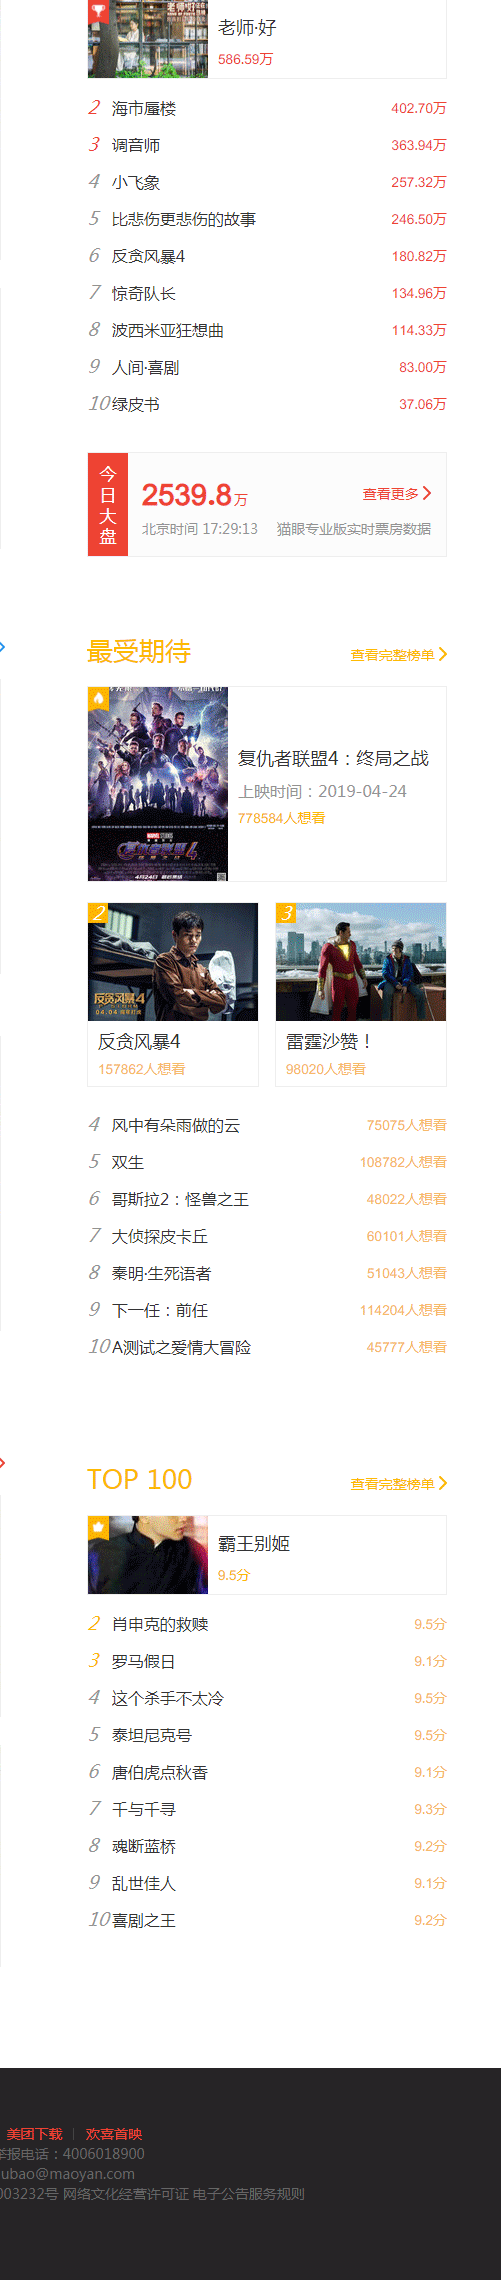 老师·好
586.59万
2 海市蜃楼 402.70万
3 调音师 363.94万
4 小飞象 257.32万
5 比悲伤更悲伤的故事 246.50万
6 反贪风暴4 180.82万
7 惊奇队长 134.96万
8 波西米亚狂想曲 114.33万
9 人间·喜剧 83.00万
10 绿皮书 37.06万
今日大盘
2539.8万 查看更多
北京时间 17:29:13 猫眼专业版实时票房数据
最受期待 查看完整榜单
复仇者联盟4：终局之战
上映时间：2019-04-24
778584人想看
MARVEL STUDIOS
复仇者联盟4
4月24日
2
反贪风暴4
04.04
反贪风暴4
157862人想看
3
雷霆沙赞！
98020人想看
4 风中有朵雨做的云 75075人想看
5 双生 108782人想看
6 哥斯拉2：怪兽之王 48022人想看
7 大侦探皮卡丘 60101人想看
8 秦明·生死语者 51043人想看
9 下一任：前任 114204人想看
10 A测试之爱情大冒险 45777人想看
TOP 100 查看完整榜单
霸王别姬
9.5分
2 肖申克的救赎 9.5分
3 罗马假日 9.1分
4 这个杀手不太冷 9.5分
5 泰坦尼克号 9.5分
6 唐伯虎点秋香 9.1分
7 千与千寻 9.3分
8 魂断蓝桥 9.2分
9 乱世佳人 9.1分
10 喜剧之王 9.2分
美团下载 | 欢喜首映
举报电话：4006018900
ubao@maoyan.com
003232号 网络文化经营许可证 电子公告服务规则